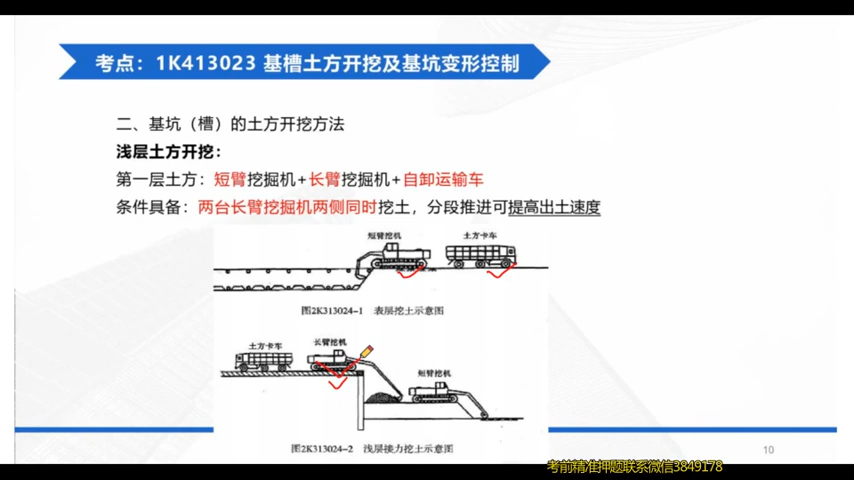 考点：1K413023 基槽土方开挖及基坑变形控制
二、基坑（槽）的土方开挖方法
浅层土方开挖：
第一层土方：短臂挖掘机+长臂挖掘机+自卸运输车
条件具备：两台长臂挖掘机两侧同时挖土，分段推进可提高出土速度
短臂挖机
土方卡车
图2K313024-1 表层挖土示意图
土方卡车
长臂挖机
短臂挖机
图2K313024-2 浅层接力挖土示意图
10
考前精准押题联系微信3849178